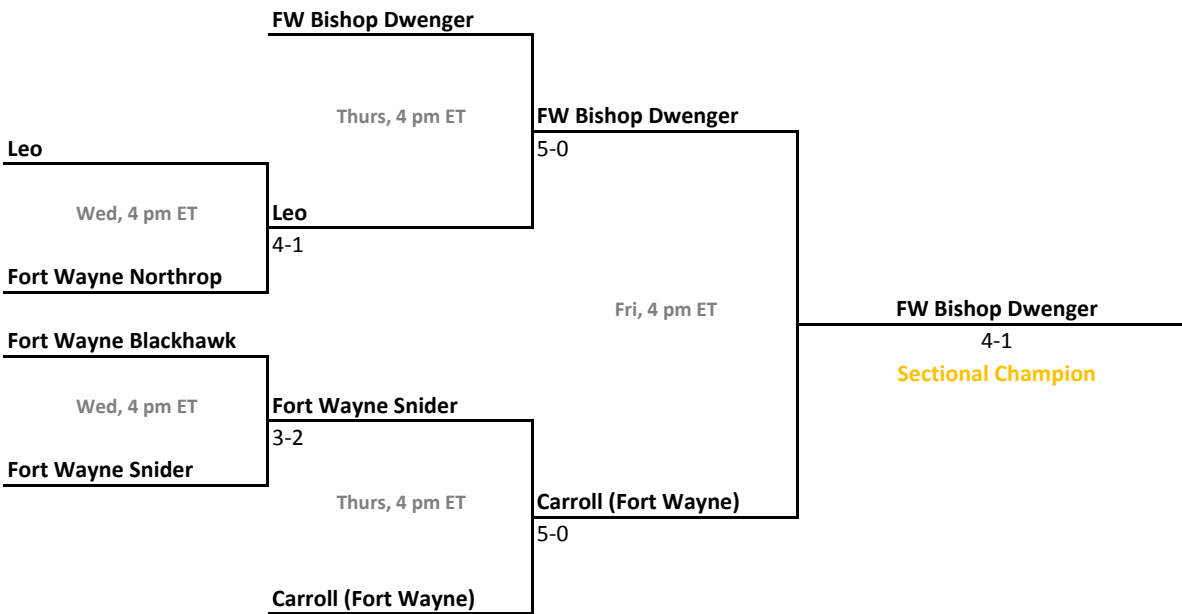 FW Bishop Dwenger
Thurs, 4 pm ET
FW Bishop Dwenger
5-0
Leo
Wed, 4 pm ET
Leo
4-1
Fort Wayne Northrop
Fri, 4 pm ET
FW Bishop Dwenger
4-1
Sectional Champion
Fort Wayne Blackhawk
Wed, 4 pm ET
Fort Wayne Snider
3-2
Fort Wayne Snider
Thurs, 4 pm ET
Carroll (Fort Wayne)
5-0
Carroll (Fort Wayne)